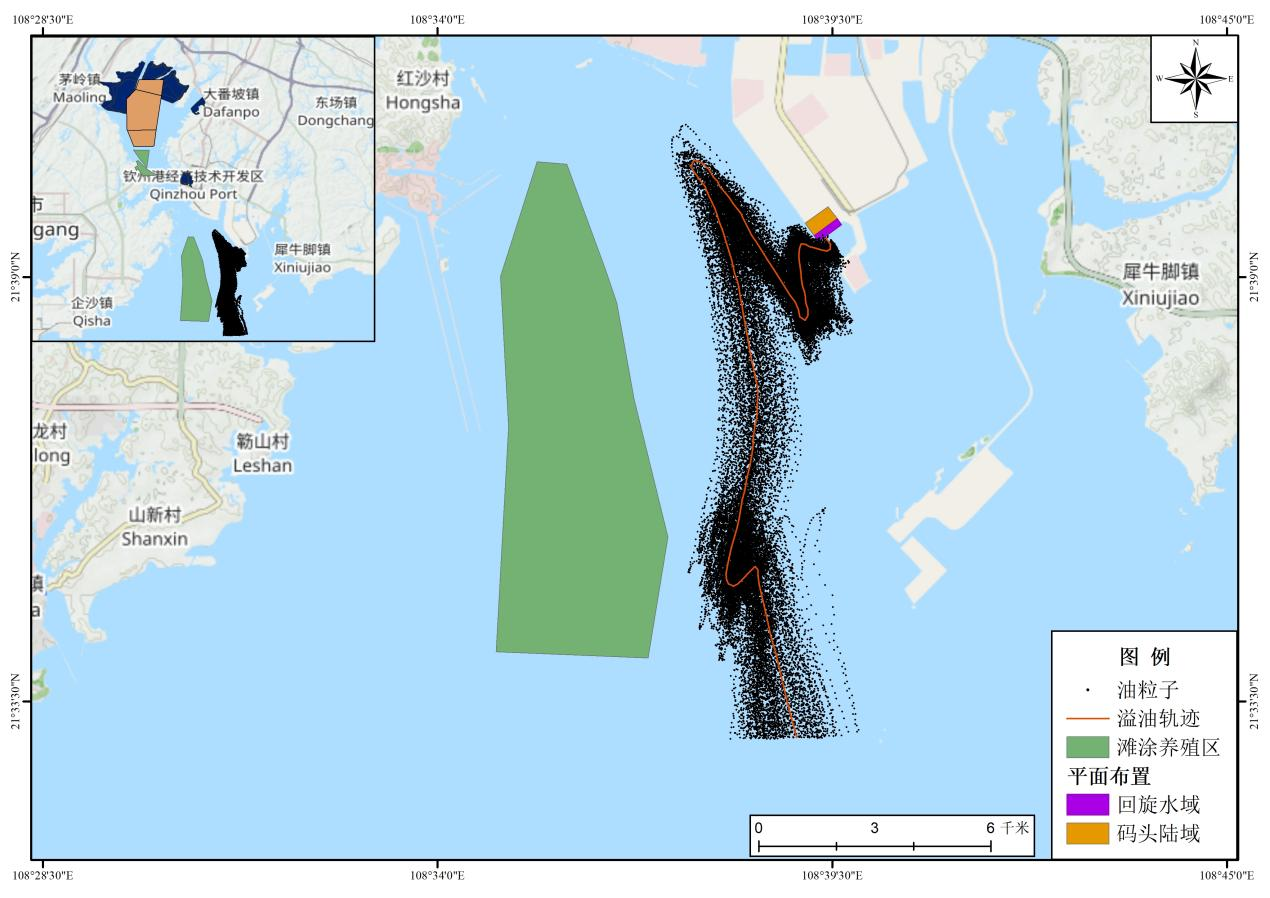 108°28'30"E
108°34'0"E
108°39'30"E
108°45'0"E
茅岭镇
Maoling
大番坡镇
Dafanpo
东场镇
Dongchang
钦州港经济技术开发区
Qinzhou Port
市
gang
犀牛脚镇
Xiniujiao
企沙镇
Qisha
红沙村
Hongsha
N
W
E
S
21°39'0"N
21°39'0"N
犀牛脚镇
Xiniujiao
龙村
long
簕山村
Leshan
山新村
Shanxin
镇
a
21°33'30"N
21°33'30"N
图 例
油粒子
溢油轨迹
滩涂养殖区
平面布置
回旋水域
码头陆域
0 3 6 千米
108°28'30"E
108°34'0"E
108°39'30"E
108°45'0"E